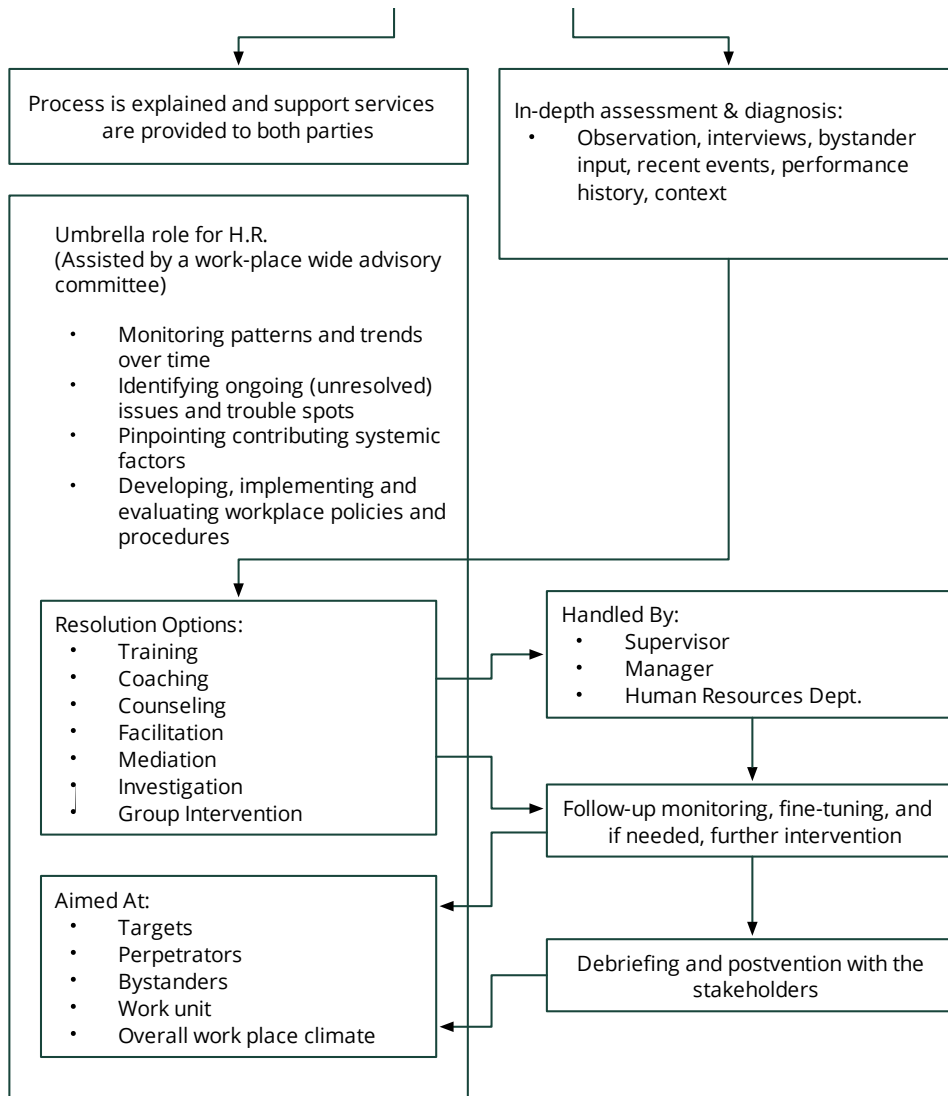 Process is explained and support services
are provided to both parties
In-depth assessment & diagnosis:
• Observation, interviews, bystander
input, recent events, performance
history, context
Umbrella role for H.R.
(Assisted by a work-place wide advisory
committee)
• Monitoring patterns and trends
over time
• Identifying ongoing (unresolved)
issues and trouble spots
• Pinpointing contributing systemic
factors
• Developing, implementing and
evaluating workplace policies and
procedures
Resolution Options:
• Training
• Coaching
• Counseling
• Facilitation
• Mediation
• Investigation
• Group Intervention
Handled By:
• Supervisor
• Manager
• Human Resources Dept.
Follow-up monitoring, fine-tuning, and
if needed, further intervention
Aimed At:
• Targets
• Perpetrators
• Bystanders
• Work unit
• Overall work place climate
Debriefing and postvention with the
stakeholders